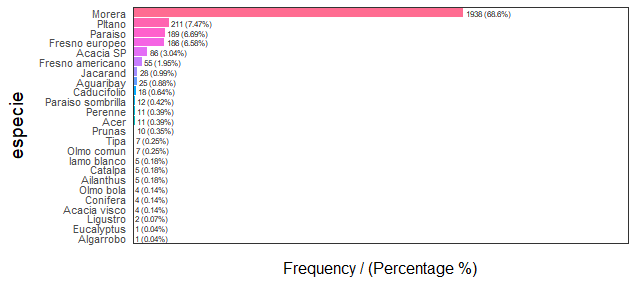 Morera 1938 (68.6%)
Pltano 211 (7.47%)
Paraiso 189 (6.69%)
Fresno europeo 186 (6.58%)
Acacia SP 86 (3.04%)
Fresno americano 55 (1.95%)
Jacarand 28 (0.99%)
Aguaribay 25 (0.88%)
Caducifolio 18 (0.64%)
Paraiso sombrilla 12 (0.42%)
Perenne 11 (0.39%)
Acer 11 (0.39%)
Prunas 10 (0.35%)
Tipa 7 (0.25%)
Olmo comun 7 (0.25%)
lamo blanco 5 (0.18%)
Catalpa 5 (0.18%)
Ailanthus 5 (0.18%)
Olmo bola 4 (0.14%)
Conifera 4 (0.14%)
Acacia visco 4 (0.14%)
Ligustro 2 (0.07%)
Eucalyptus 1 (0.04%)
Algarrobo 1 (0.04%)
especie
Frequency / (Percentage %)